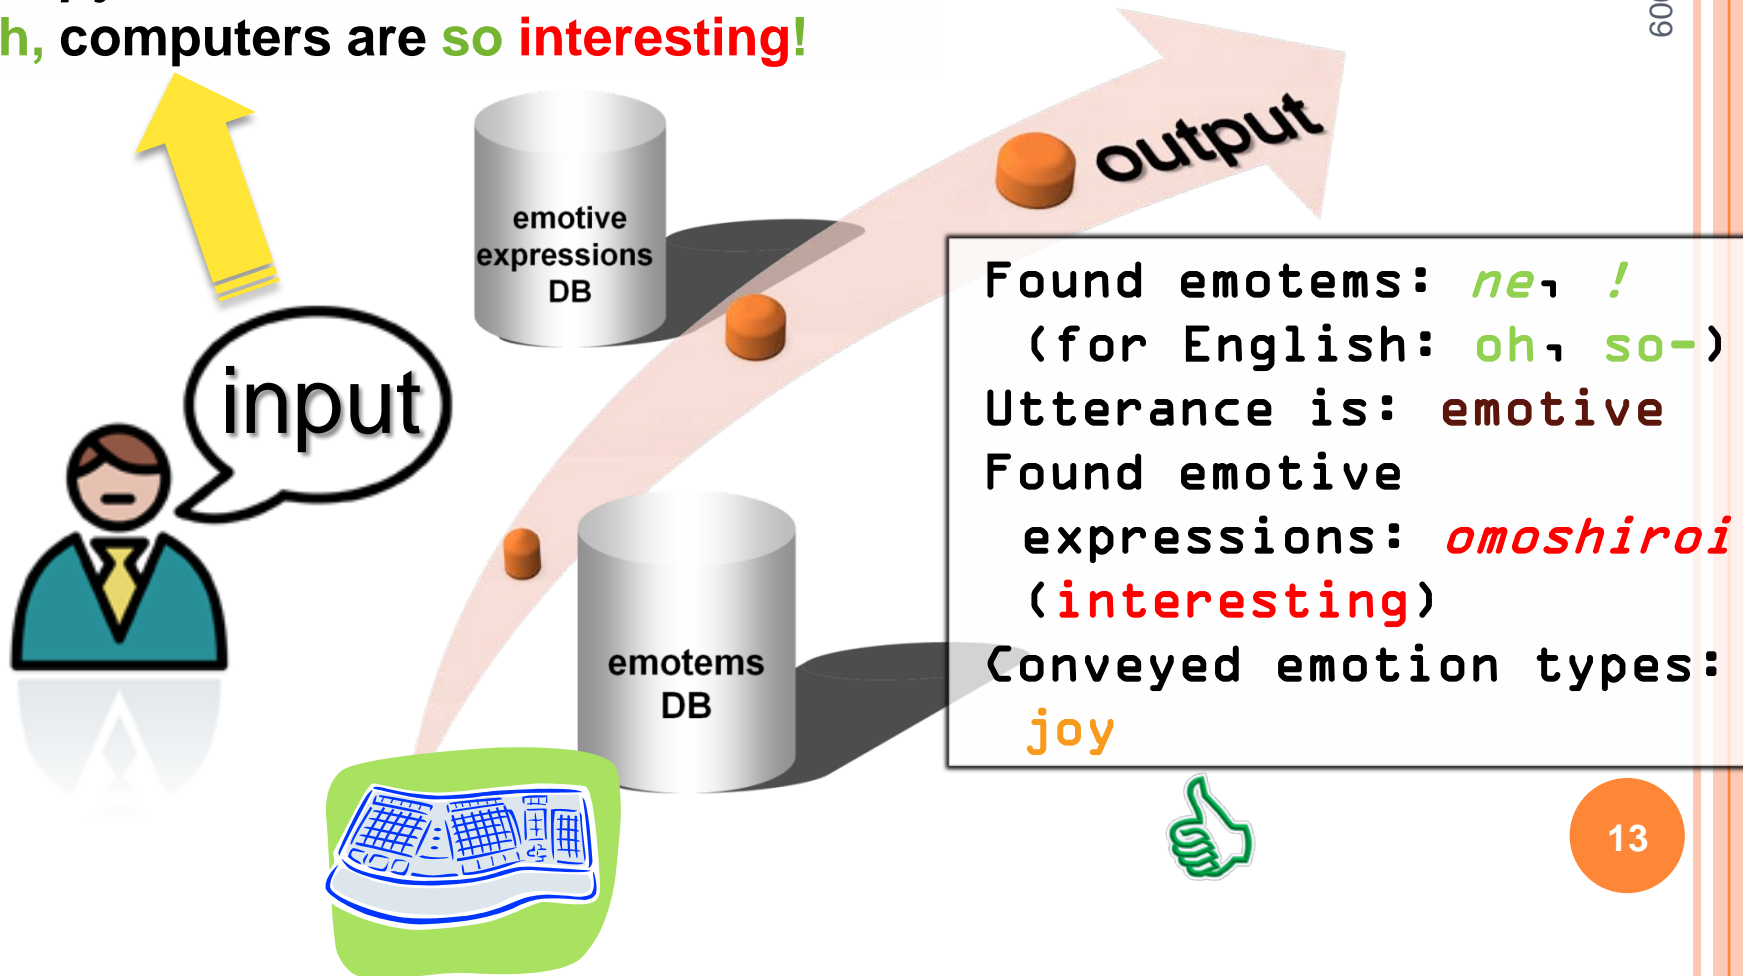 h, computers are so interesting!
output
emotive
expressions
DB
input
Found emotems: ne, !
(for English: oh, so-)
Utterance is: emotive
Found emotive
expressions: omoshiroi
(interesting)
Conveyed emotion types:
joy
emotems
DB
13